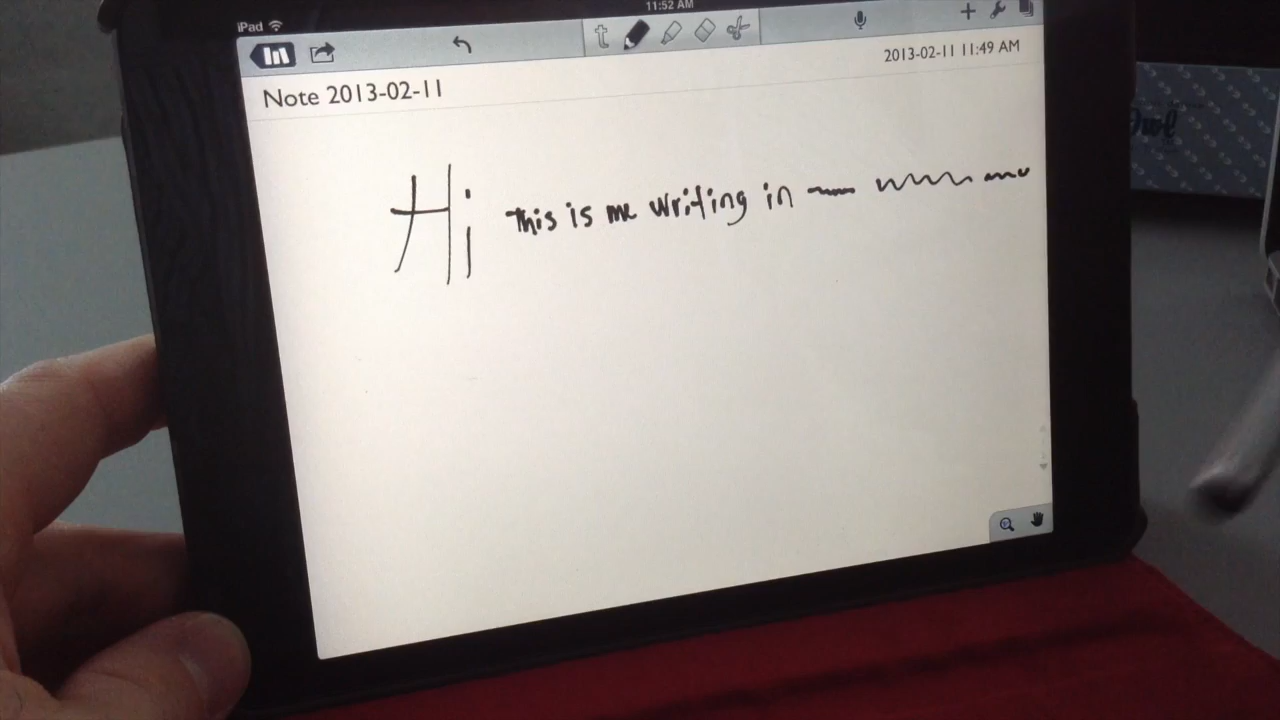 iPad 11:52 AM
t
2013-02-11 11:49 AM
Note 2013-02-11
Hi This is me writing in
Owl